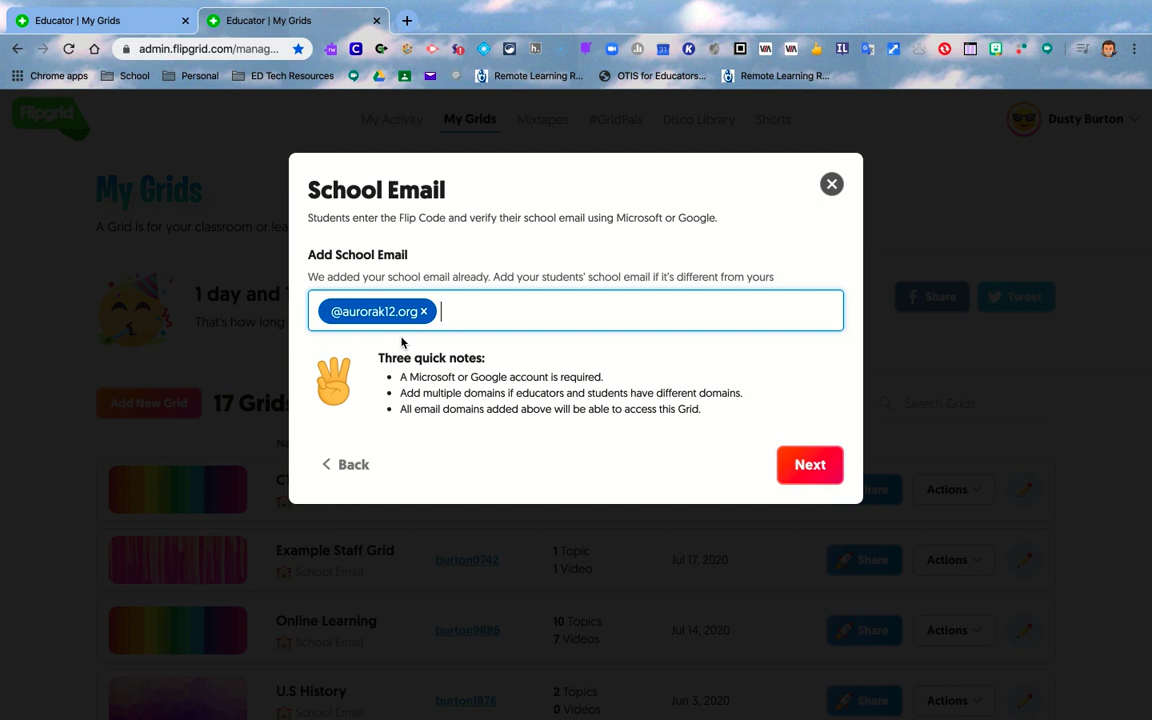 Educator | My Grids
Educator | My Grids
admin.flipgrid.com/manag...
Chrome apps
School
Personal
ED Tech Resources
Remote Learning R...
OTIS for Educators...
Remote Learning R...
Flipgrid
My Activity
My Grids
Mixtapes
#GridPals
Disco Library
Shorts
Dusty Burton
My Grids
A Grid is for your classroom or lea
1 day and
That's how long
Share
Tweet
School Email
Students enter the Flip Code and verify their school email using Microsoft or Google.
Add School Email
We added your school email already. Add your students' school email if it's different from yours
@aurorak12.org ×
Three quick notes:
• A Microsoft or Google account is required.
• Add multiple domains if educators and students have different domains.
• All email domains added above will be able to access this Grid.
Back
Next
Add New Grid
17 Grids
Search Grids
Share
Actions
Example Staff Grid
School Email
burton0742
1 Topic
1 Video
Jul 17, 2020
Share
Actions
Online Learning
School Email
burton9886
10 Topics
7 Videos
Jul 14, 2020
Share
Actions
U.S History
School Email
burton1876
2 Topics
0 Videos
Jun 3, 2020
Share
Actions